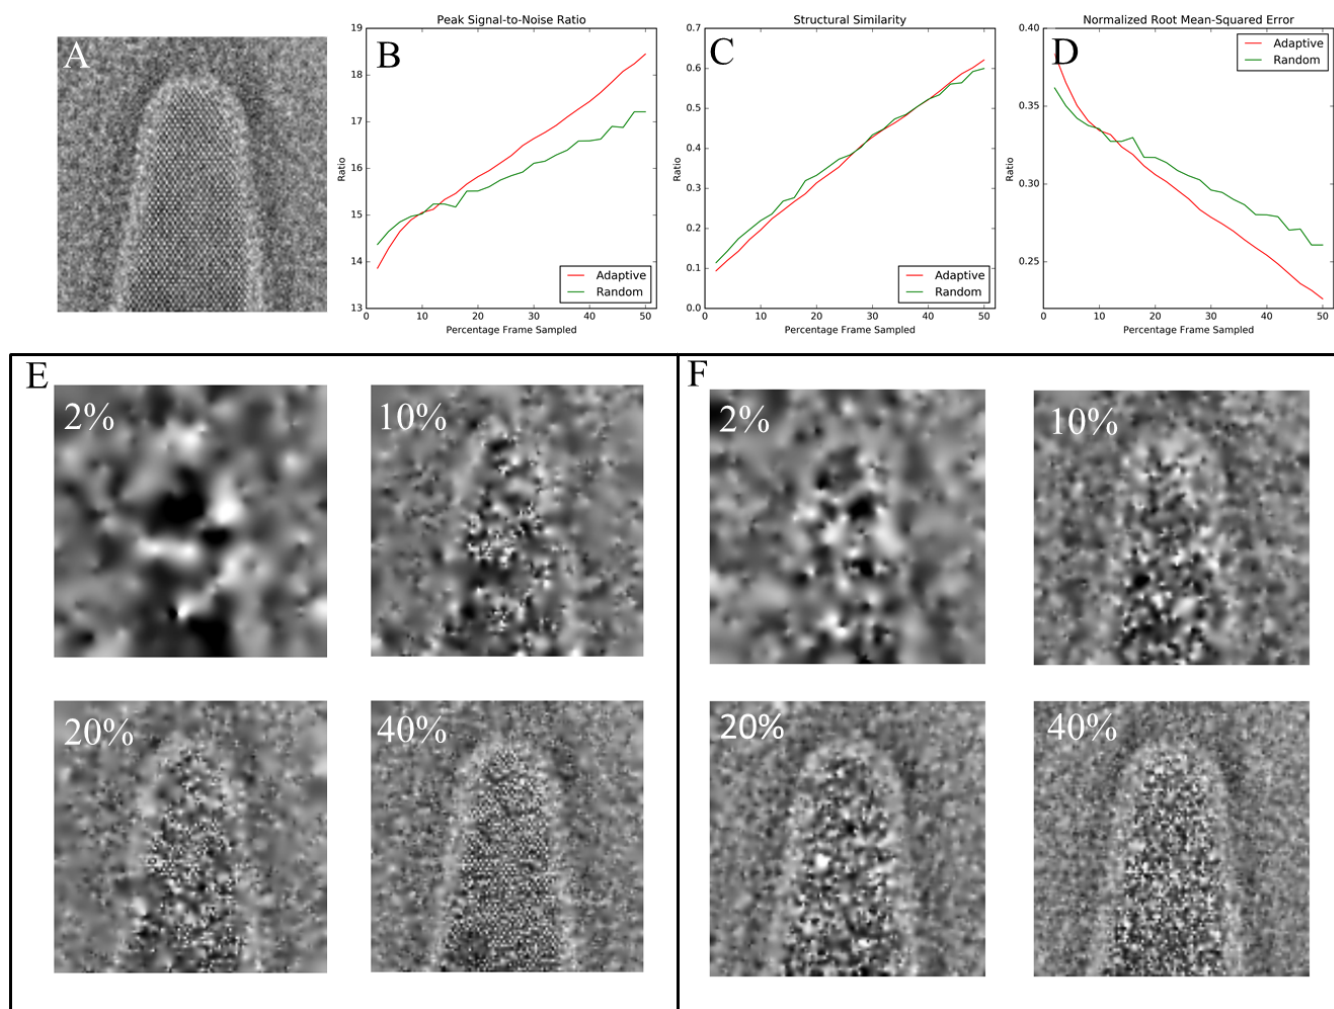 A
Peak Signal-to-Noise Ratio
B
19
18
17
16
15
14
13
Ratio
0
10
20
30
40
50
Percentage Frame Sampled
Adaptive
Random
Structural Similarity
C
0.7
0.6
0.5
0.4
0.3
0.2
0.1
0.0
Ratio
0
10
20
30
40
50
Percentage Frame Sampled
Adaptive
Random
Normalized Root Mean-Squared Error
D
0.40
0.35
0.30
0.25
Ratio
0
10
20
30
40
50
Percentage Frame Sampled
Adaptive
Random
E
2%
10%
20%
40%
F
2%
10%
20%
40%